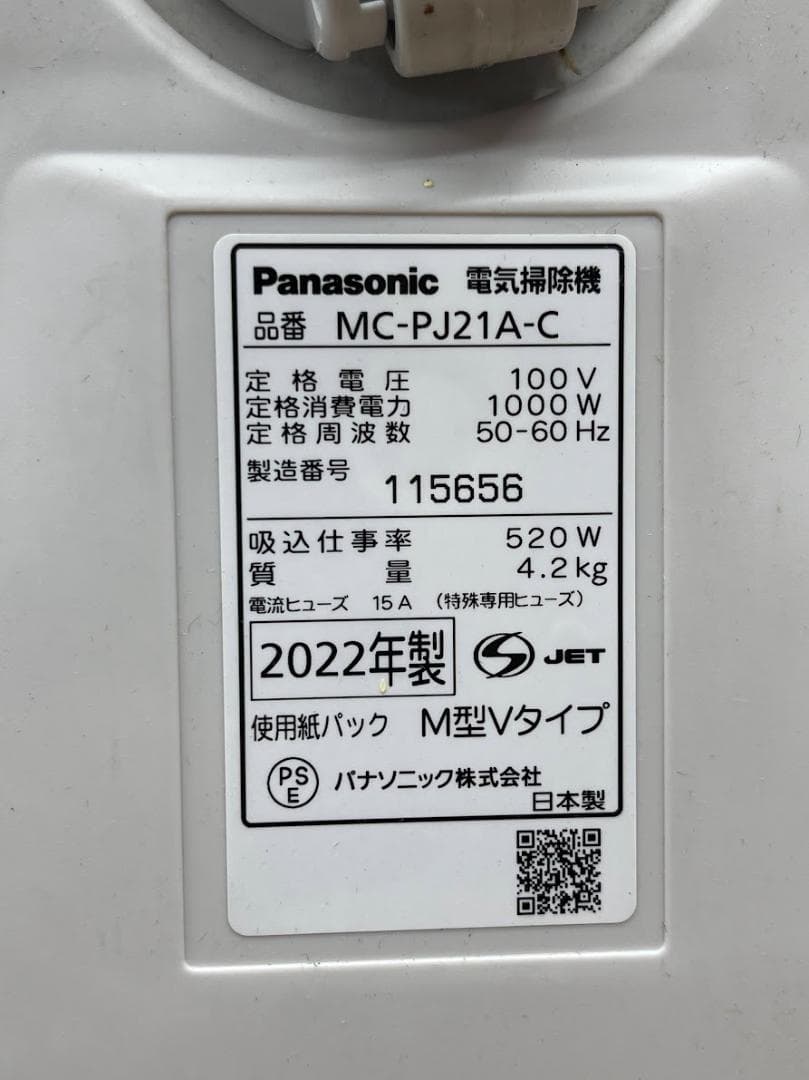 Panasonic 電気掃除機
品番 MC-PJ21A-C
定格電圧 100V
定格消費電力 1000W
定格周波数 50-60Hz
製造番号 115656
吸込仕事率 520W
質量 4.2kg
電流ヒューズ 15A (特殊専用ヒューズ)
2022年製 S JET
使用紙パック M型Vタイプ
PSE パナソニック株式会社
日本製